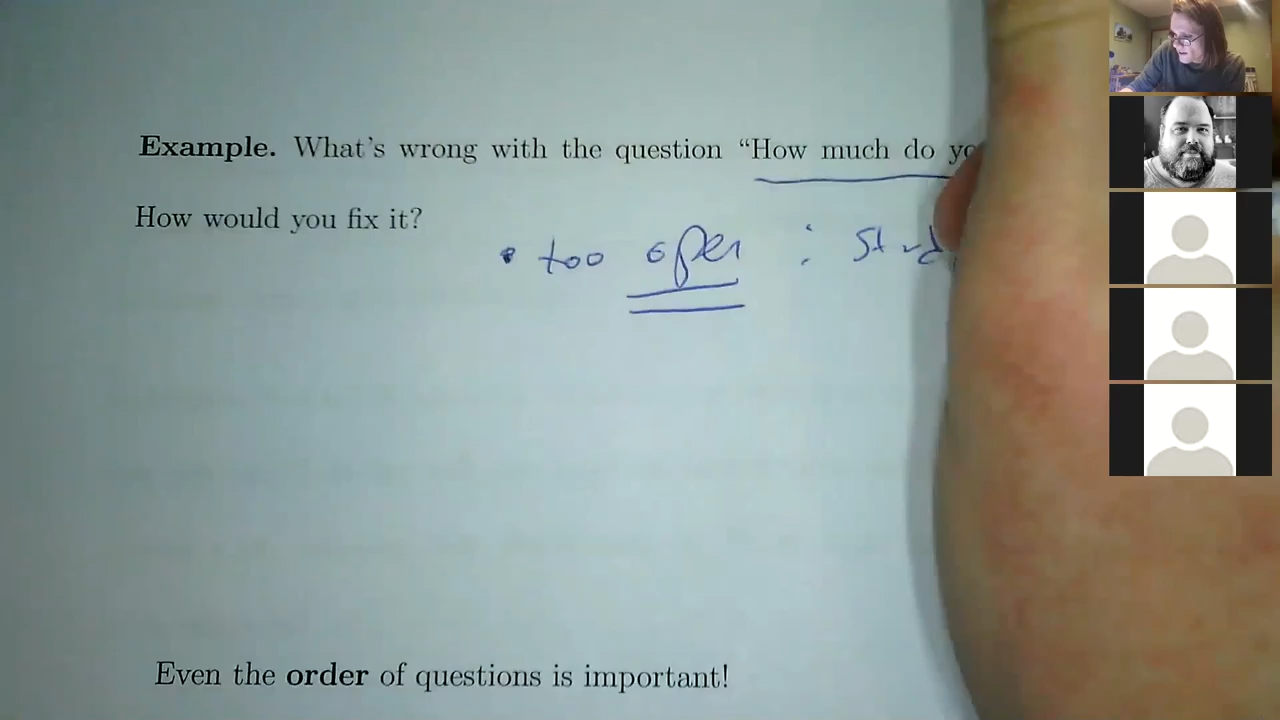 Example. What's wrong with the question “How much do yo
How would you fix it?
• too open :
Even the order of questions is important!